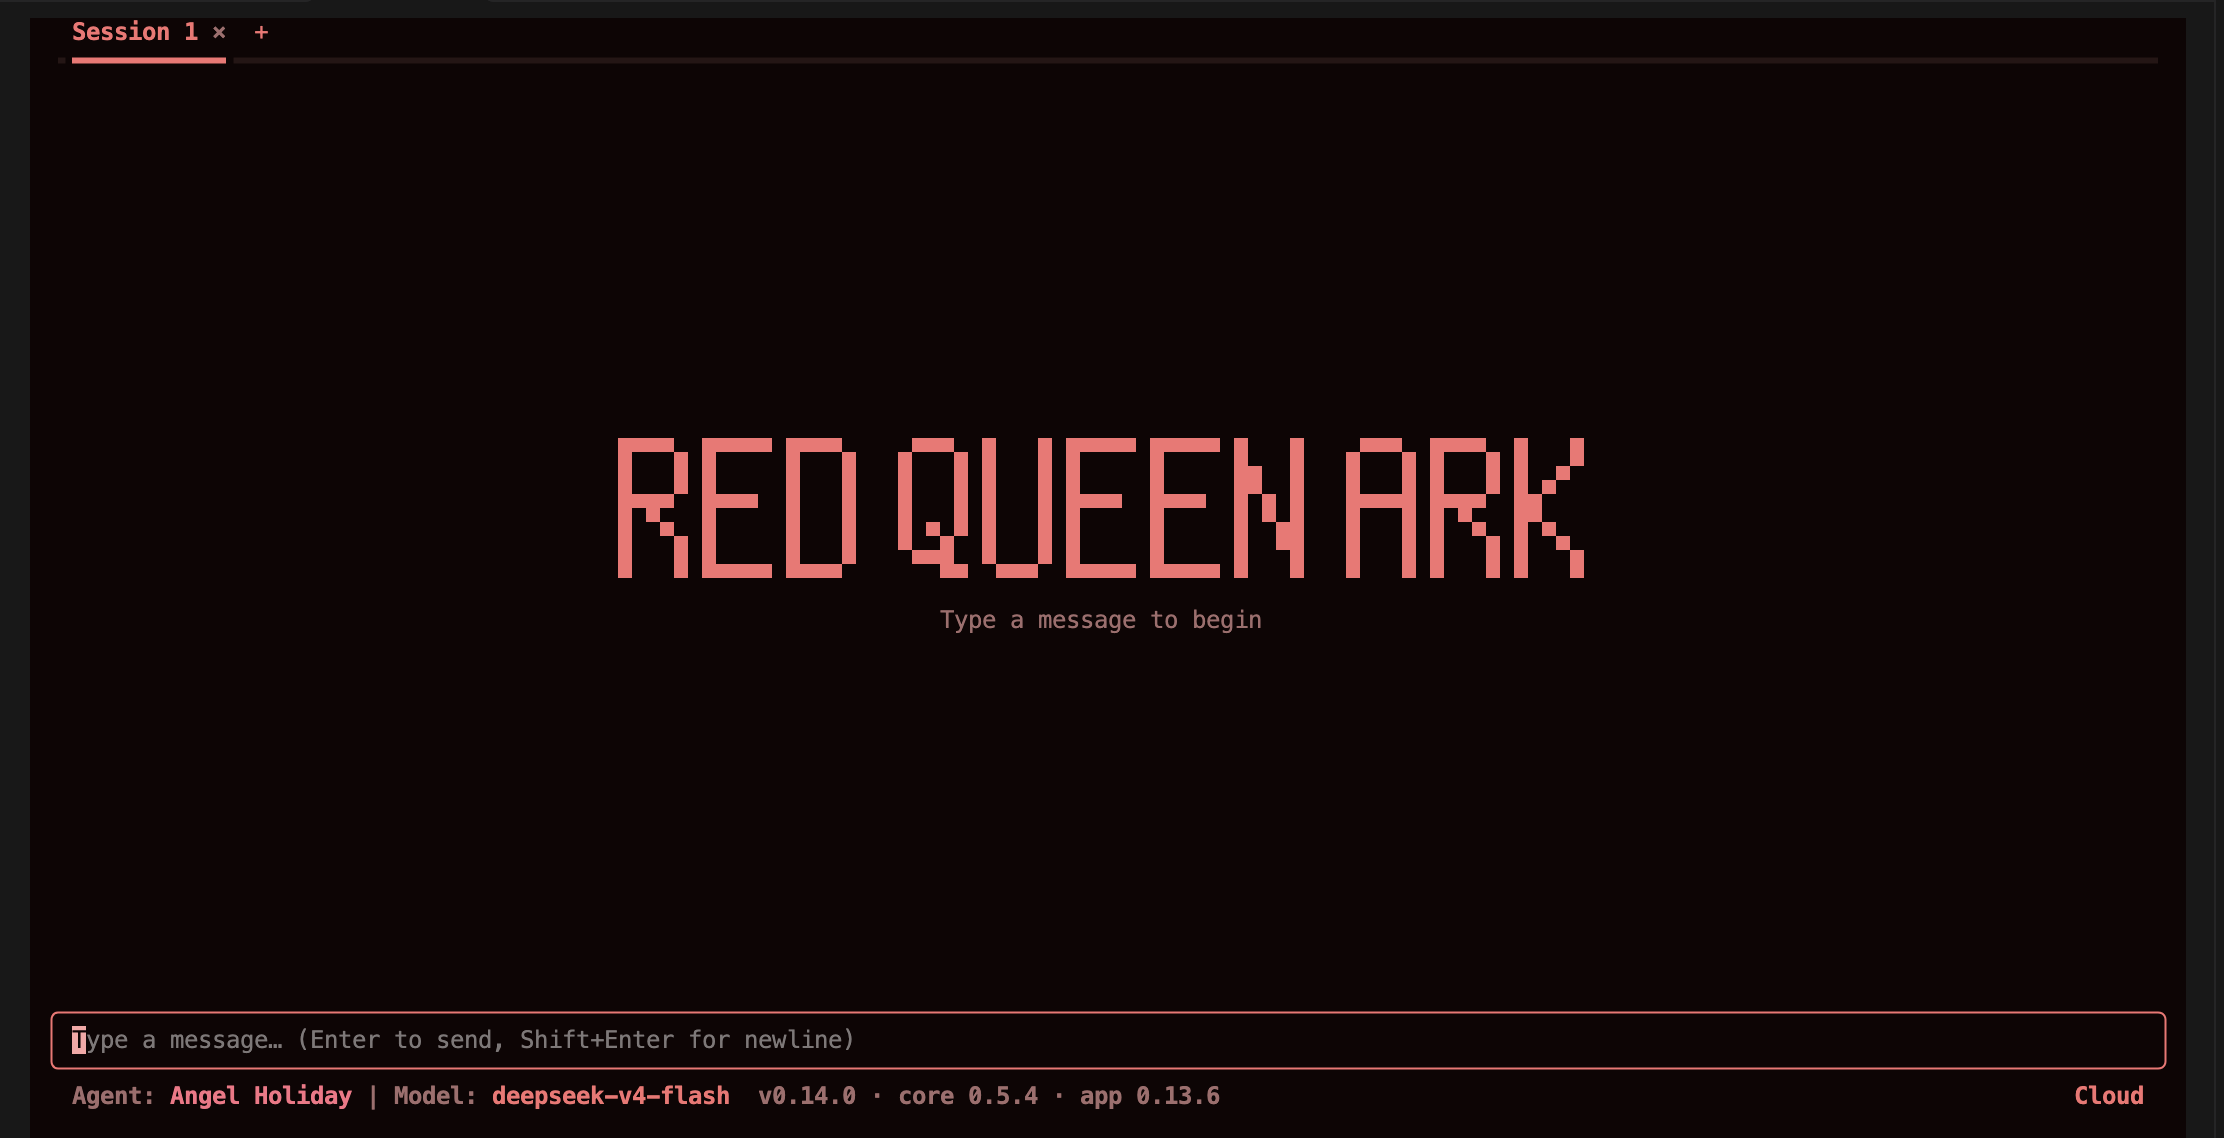 Session 1 × +
RED QUEEN ARK
Type a message to begin
Type a message… (Enter to send, Shift+Enter for newline)
Agent: Angel Holiday | Model: deepseek-v4-flash v0.14.0 · core 0.5.4 · app 0.13.6 Cloud